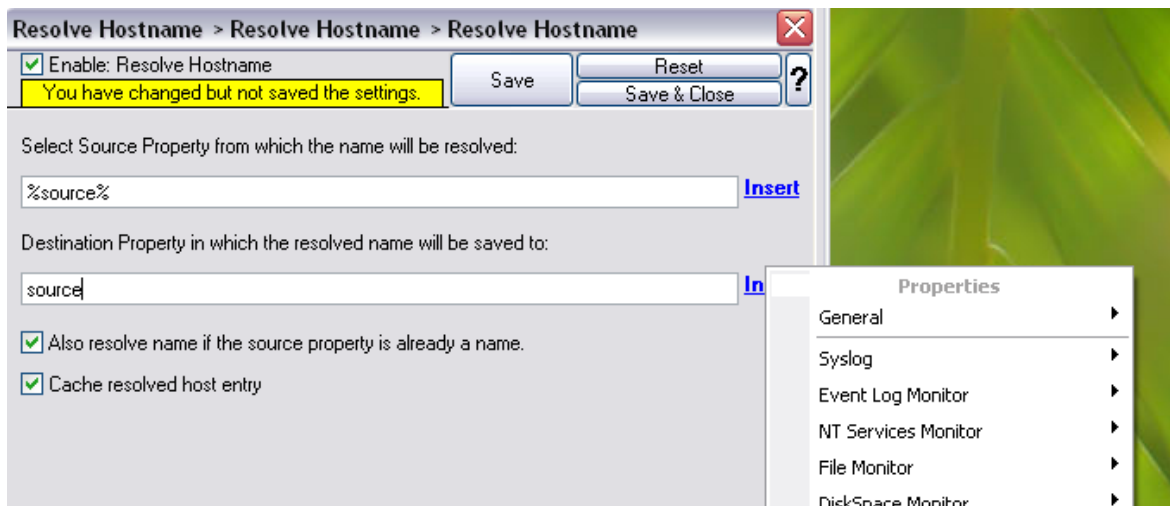 Resolve Hostname > Resolve Hostname > Resolve Hostname
Enable: Resolve Hostname
You have changed but not saved the settings.
Save
Reset
Save & Close
?
Select Source Property from which the name will be resolved:
%source%
Insert
Destination Property in which the resolved name will be saved to:
source
In
Properties
General
Syslog
Event Log Monitor
NT Services Monitor
File Monitor
DiskSpace Monitor
Also resolve name if the source property is already a name.
Cache resolved host entry